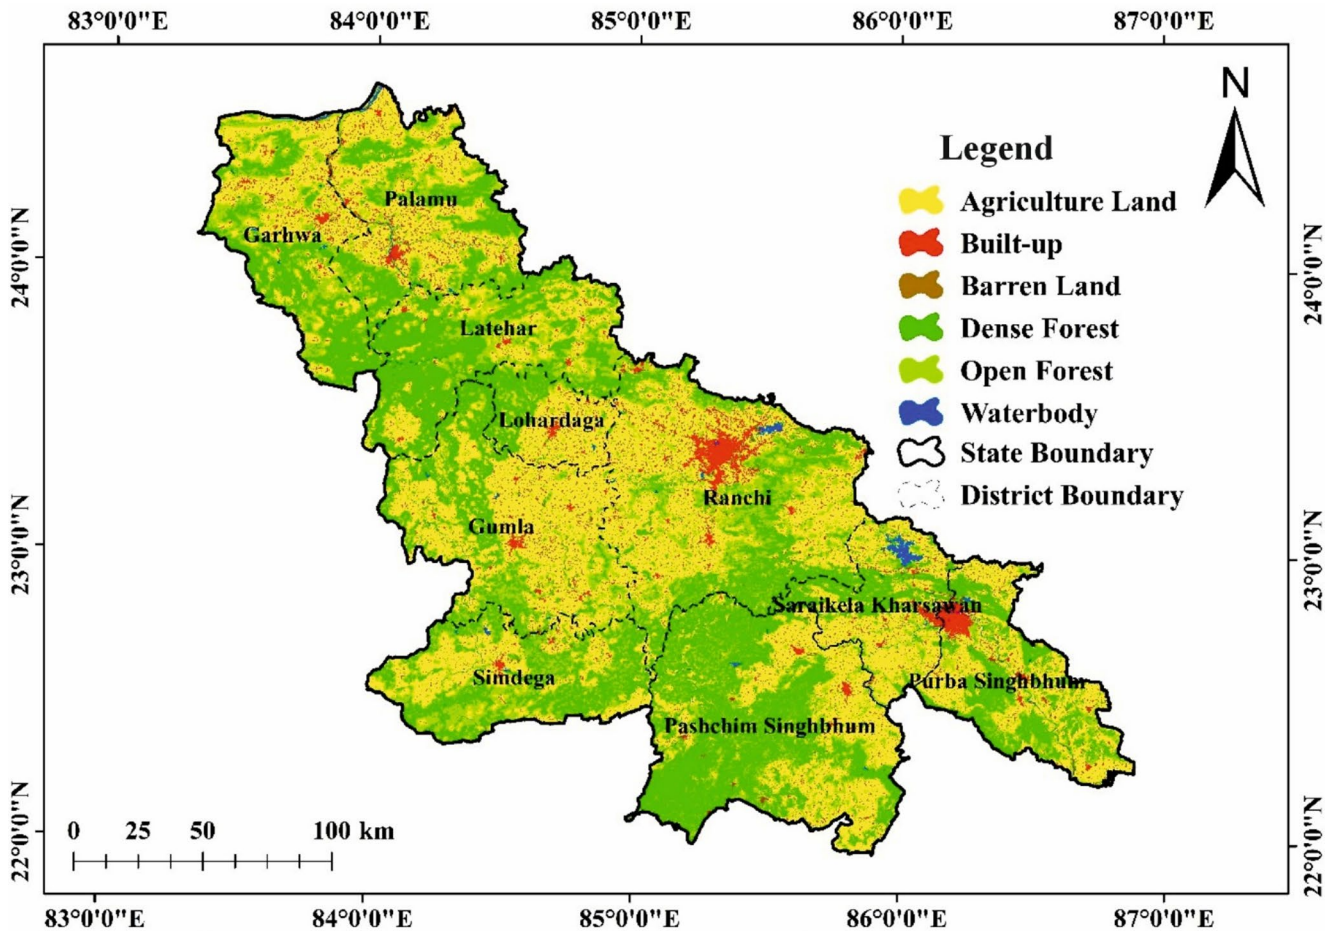 83°0'0"E 84°0'0"E 85°0'0"E 86°0'0"E 87°0'0"E
N
Legend
Agriculture Land
Built-up
Barren Land
Dense Forest
Open Forest
Waterbody
State Boundary
District Boundary
24°0'0"N
23°0'0"N
22°0'0"N
Palamu
Garhwa
Latehar
Lohardaga
Ranchi
Gumla
Saraikela Kharsawan
Simdega
Purba Singhbhum
Pashchim Singhbhum
24°0'0"N
23°0'0"N
22°0'0"N
0 25 50 100 km
83°0'0"E 84°0'0"E 85°0'0"E 86°0'0"E 87°0'0"E